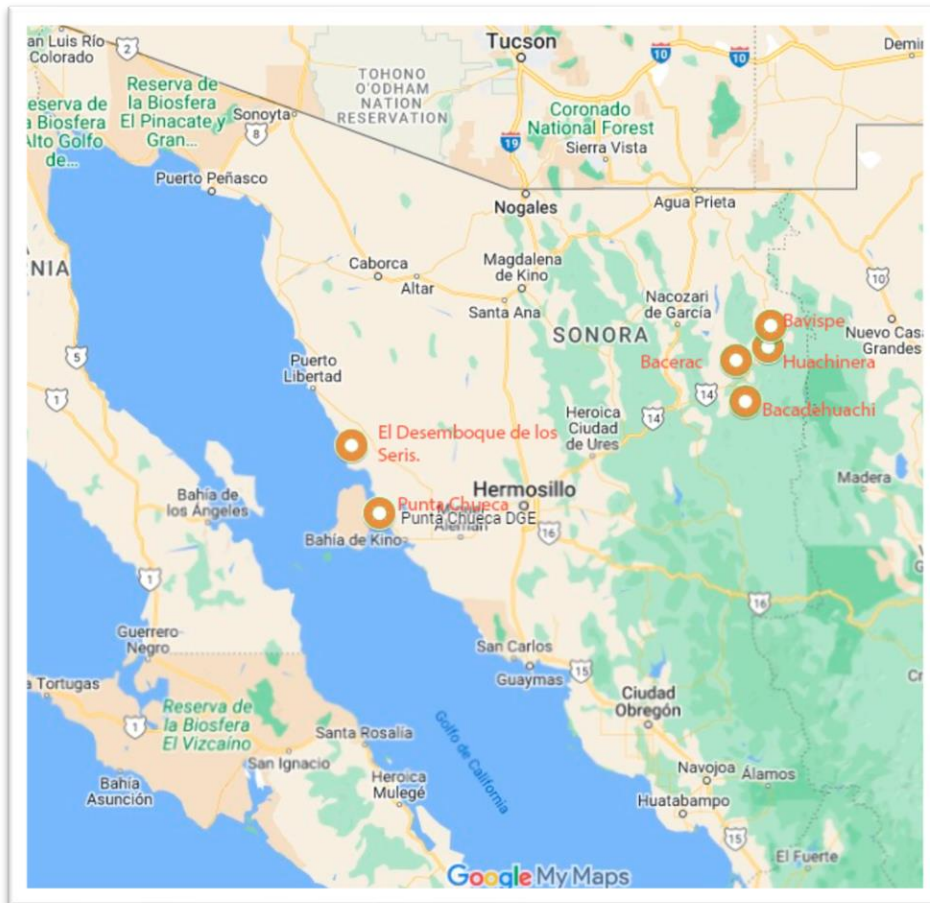 an Luis Río
Colorado
2
Tucson
10
10
Demin
TOHONO
O'ODHAM
NATION
RESERVATION
Reserva de
la Biosfera
El Pinacate y
Gran...
eserva de
a Biosfera
Alto Golfo
de...
Sonoyta
8
19
Coronado
National Forest
Sierra Vista
Puerto Peñasco
Nogales
Agua Prieta
NIA
Caborca
Altar
Magdalena
de Kino
Santa Ana
10
Nacozari
de García
SONORA
Bavispe
Nuevo Cas
Grandes
5
Puerto
Libertad
Bacerac
Huachinera
1
14
14
Bacadehuachi
Heroica
Ciudad
de Ures
El Desemboque de los
Seris.
Madera
Bahía de
los Ángeles
Punta Chueca
Punta Chueca DGE
Hermosillo
Alemán
Bahía de Kino
16
1
16
Guerrero
Negro
San Carlos
Guaymas
15
a Tortugas
Ciudad
Obregón
Reserva de
la Biosfera
El Vizcaíno
1
Golfo de California
Santa Rosalía
San Ignacio
Bahía
Asunción
Heroica
Mulegé
Navojoa
Álamos
Huatabampo
15
El Fuerte
Google My Maps